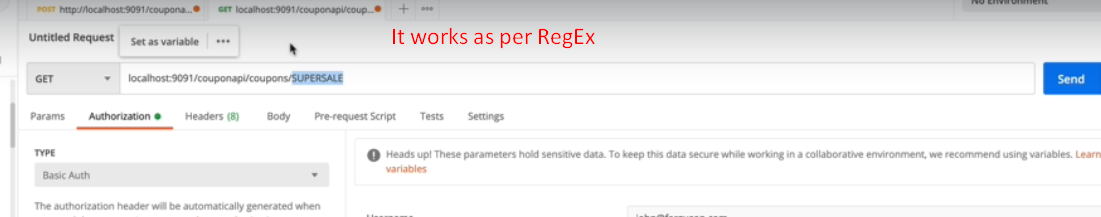 POST http://localhost:9091/coupona... GET localhost:9091/couponapi/coup... + •••
No Environment
Untitled Request Set as variable •••
It works as per RegEx
GET localhost:9091/couponapi/coupons/SUPERSALE Send
Params Authorization Headers (8) Body Pre-request Script Tests Settings
TYPE
Basic Auth
The authorization header will be automatically generated when
Heads up! These parameters hold sensitive data. To keep this data secure while working in a collaborative environment, we recommend using variables. Learn
variables